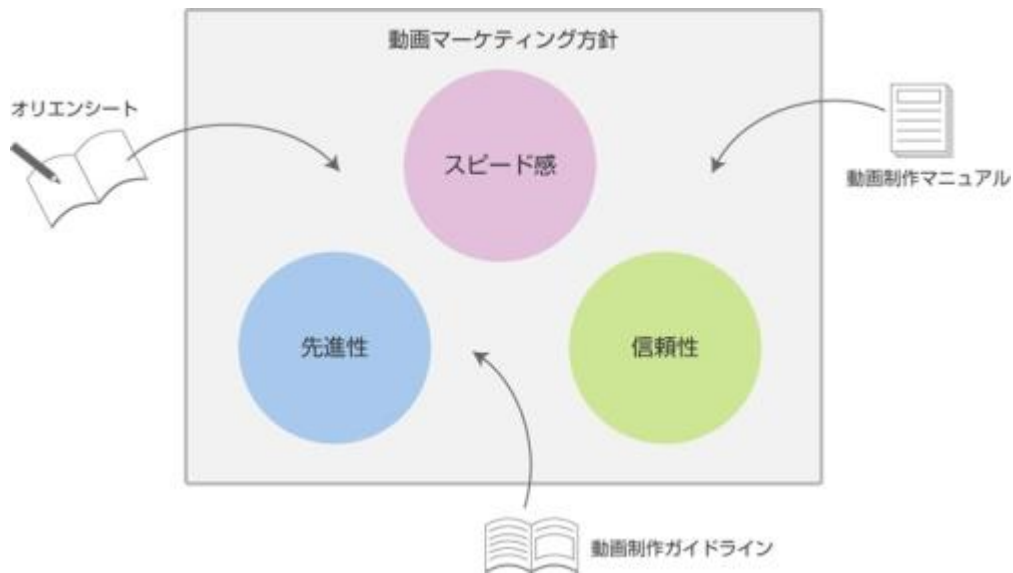 動画マーケティング方針
オリエンシート
スピード感
動画制作マニュアル
先進性
信頼性
動画制作ガイドライン